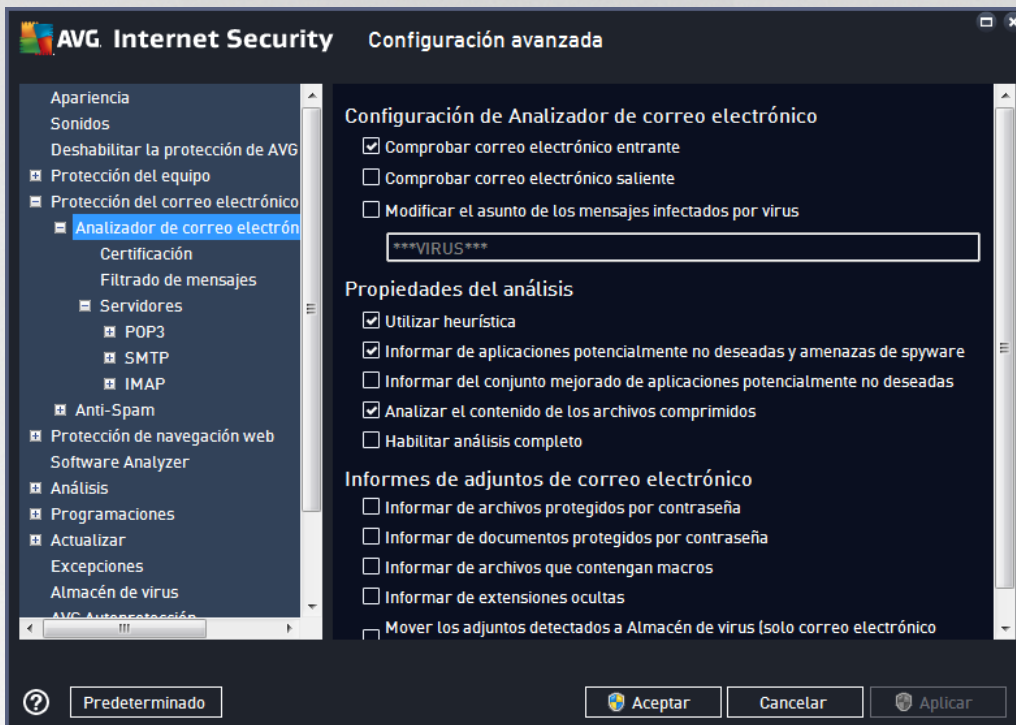 AVG. Internet Security Configuración avanzada
Apariencia
Sonidos
Deshabilitar la protección de AVG
Protección del equipo
Protección del correo electrónico
Analizador de correo electrón
Certificación
Filtrado de mensajes
Servidores
POP3
SMTP
IMAP
Anti-Spam
Protección de navegación web
Software Analyzer
Análisis
Programaciones
Actualizar
Excepciones
Almacén de virus
AVG Autoprotección
Configuración de Analizador de correo electrónico
Comprobar correo electrónico entrante
Comprobar correo electrónico saliente
Modificar el asunto de los mensajes infectados por virus
***VIRUS***
Propiedades del análisis
Utilizar heurística
Informar de aplicaciones potencialmente no deseadas y amenazas de spyware
Informar del conjunto mejorado de aplicaciones potencialmente no deseadas
Analizar el contenido de los archivos comprimidos
Habilitar análisis completo
Informes de adjuntos de correo electrónico
Informar de archivos protegidos por contraseña
Informar de documentos protegidos por contraseña
Informar de archivos que contengan macros
Informar de extensiones ocultas
Mover los adjuntos detectados a Almacén de virus (solo correo electrónico
? Predeterminado Aceptar Cancelar Aplicar